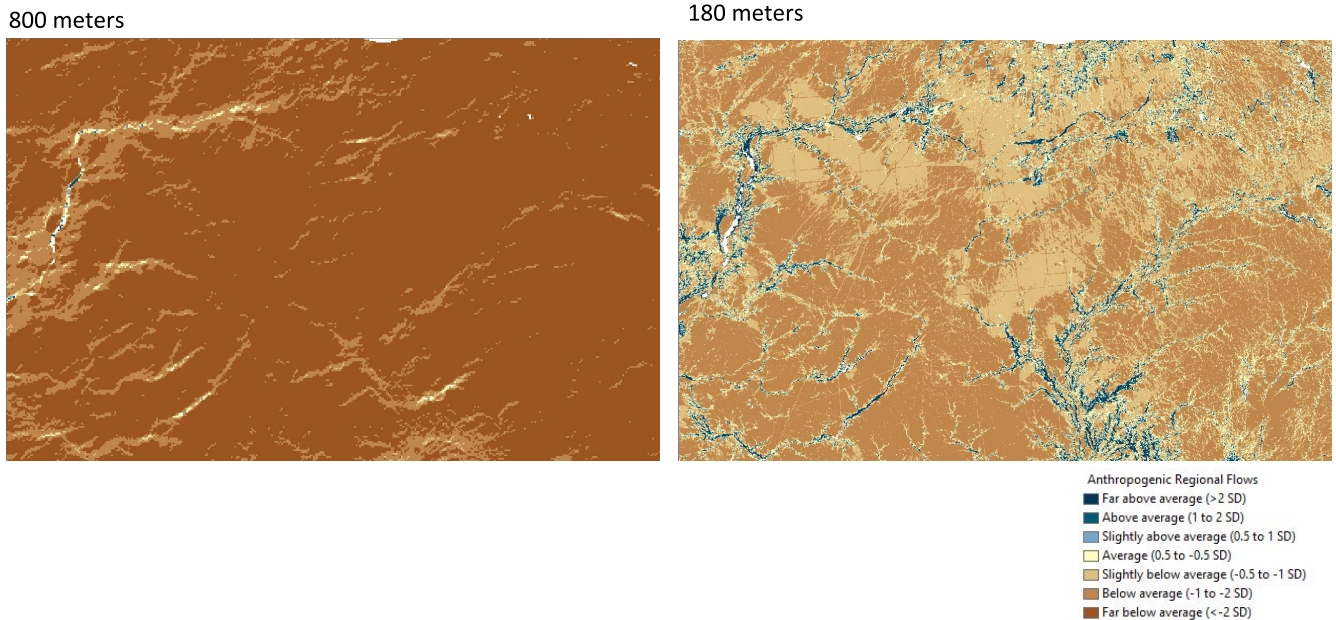 800 meters
180 meters
Anthropogenic Regional Flows
Far above average (>2 SD)
Above average (1 to 2 SD)
Slightly above average (0.5 to 1 SD)
Average (0.5 to -0.5 SD)
Slightly below average (-0.5 to -1 SD)
Below average (-1 to -2 SD)
Far below average (<-2 SD)